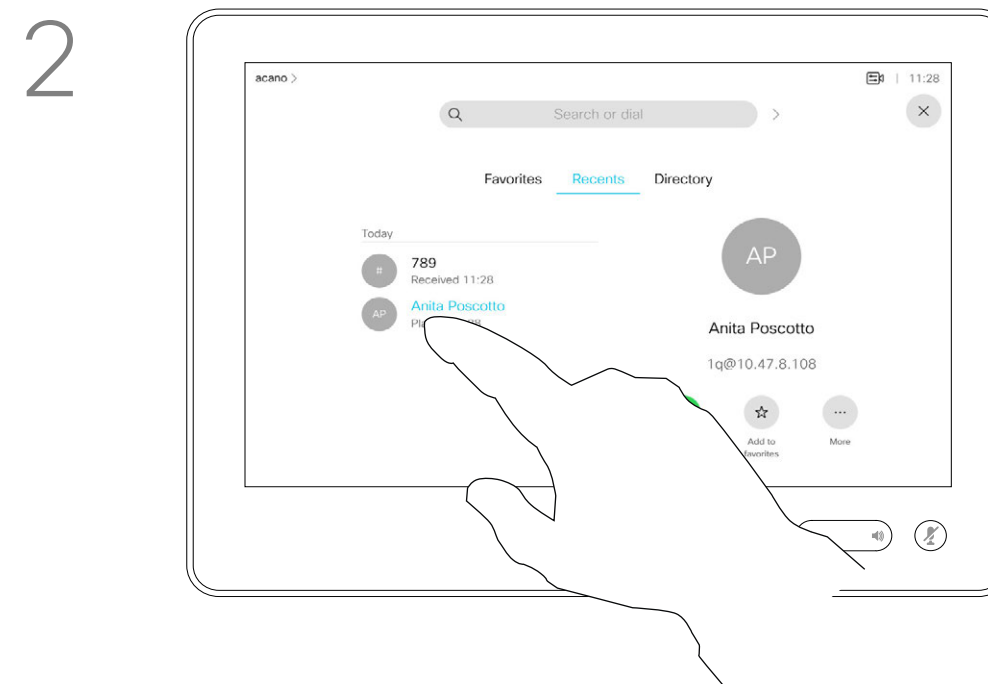 2
acano >
11:28
Search or dial
Favorites Recents Directory
Today
#
789
Received 11:28
AP
Anita Poscotto
AP
Anita Poscotto
1q@10.47.8.108
Add to
favorites
More